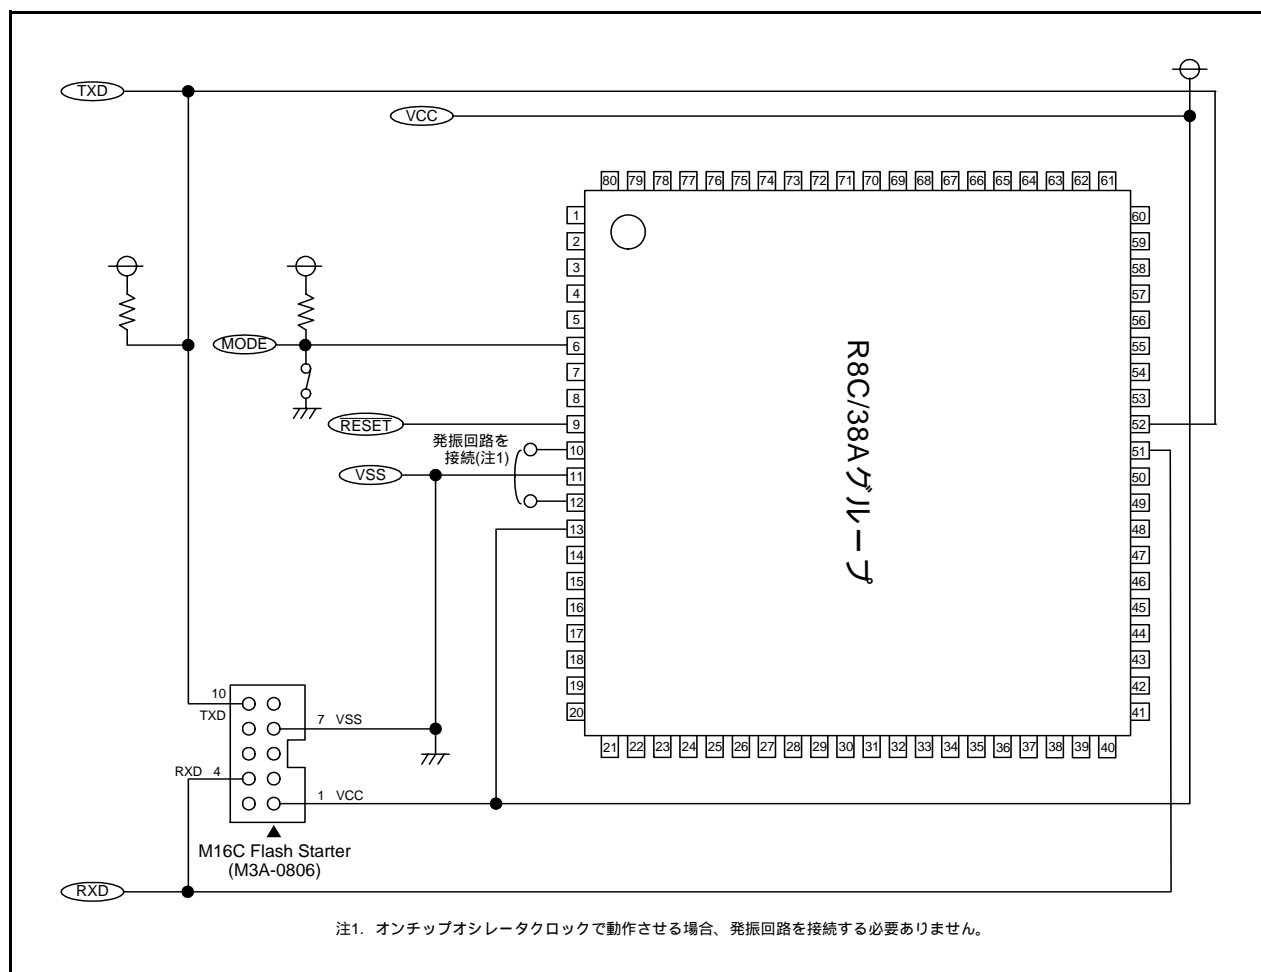 TXD
VCC
80 79 78 77 76 75 74 73 72 71 70 69 68 67 66 65 64 63 62 61
1
2
3
4
5
6
7
8
9
10
11
12
13
14
15
16
17
18
19
20
60
59
58
57
56
55
54
53
52
51
50
49
48
47
46
45
44
43
42
41
21 22 23 24 25 26 27 28 29 30 31 32 33 34 35 36 37 38 39 40
R8C/38Aグループ
MODE
RESET
発振回路を
接続(注1)
VSS
10
TXD
7 VSS
RXD 4
1 VCC
M16C Flash Starter
(M3A-0806)
RXD
注1. オンチップオシレータクロックで動作させる場合、発振回路を接続する必要ありません。